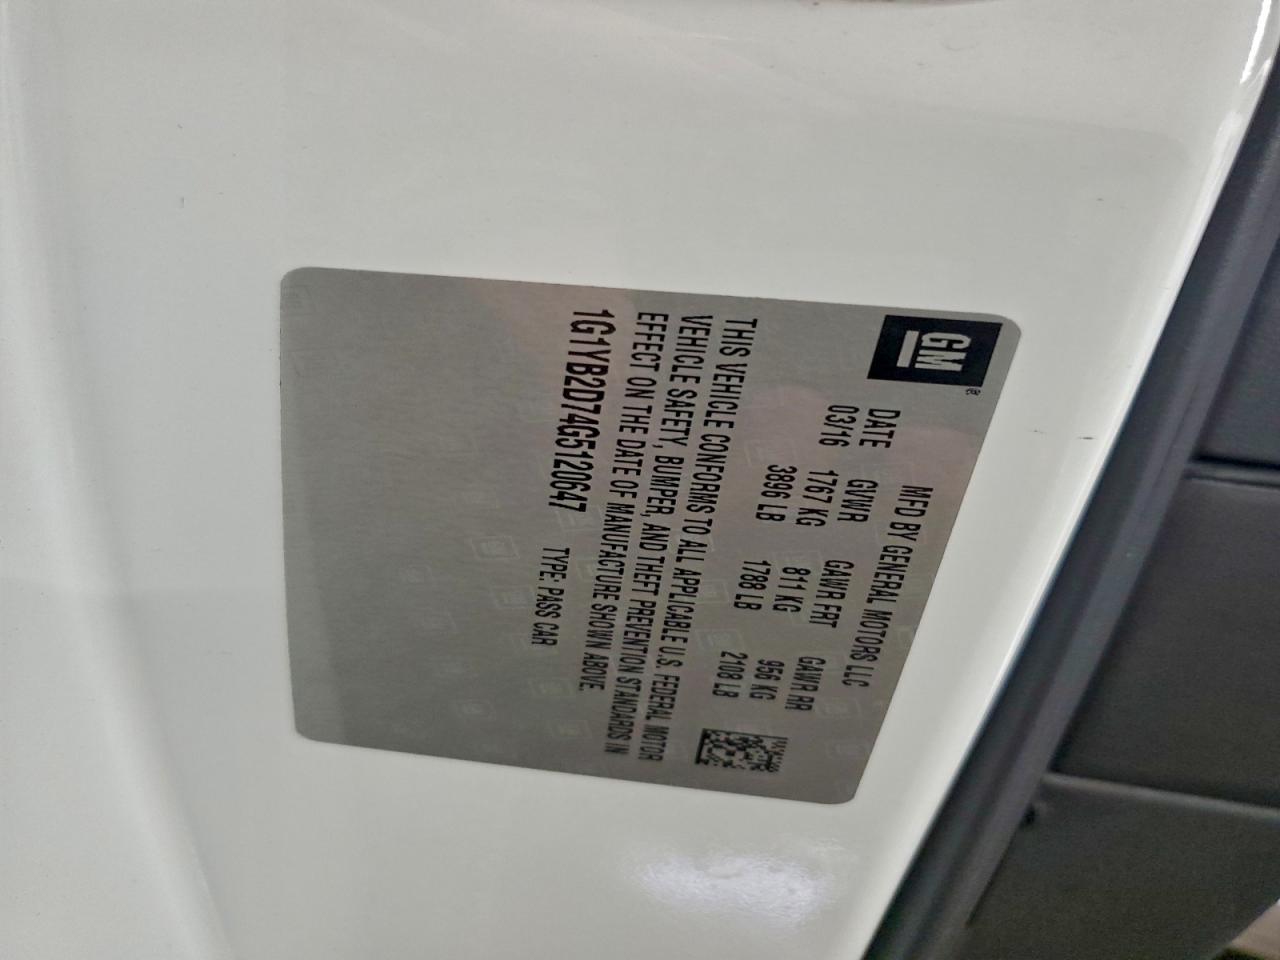 GM ®
MFD BY GENERAL MOTORS LLC
DATE GVWR GAWR FRT GAWR RR
03/16 1767 KG 811 KG 956 KG
3896 LB 1788 LB 2108 LB
THIS VEHICLE CONFORMS TO ALL APPLICABLE U.S. FEDERAL MOTOR
VEHICLE SAFETY, BUMPER, AND THEFT PREVENTION STANDARDS IN
EFFECT ON THE DATE OF MANUFACTURE SHOWN ABOVE.
1G1YB2D74G5120647 TYPE: PASS CAR